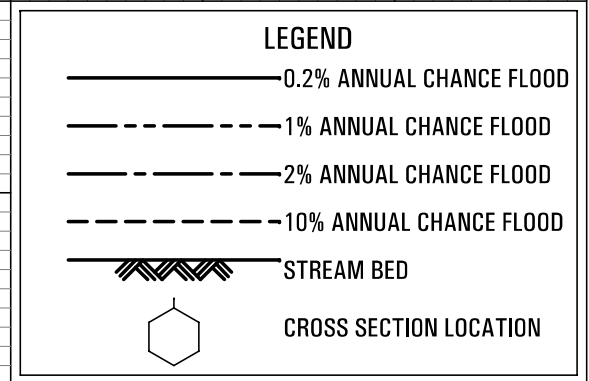 LEGEND
0.2% ANNUAL CHANCE FLOOD
1% ANNUAL CHANCE FLOOD
2% ANNUAL CHANCE FLOOD
10% ANNUAL CHANCE FLOOD
STREAM BED
CROSS SECTION LOCATION